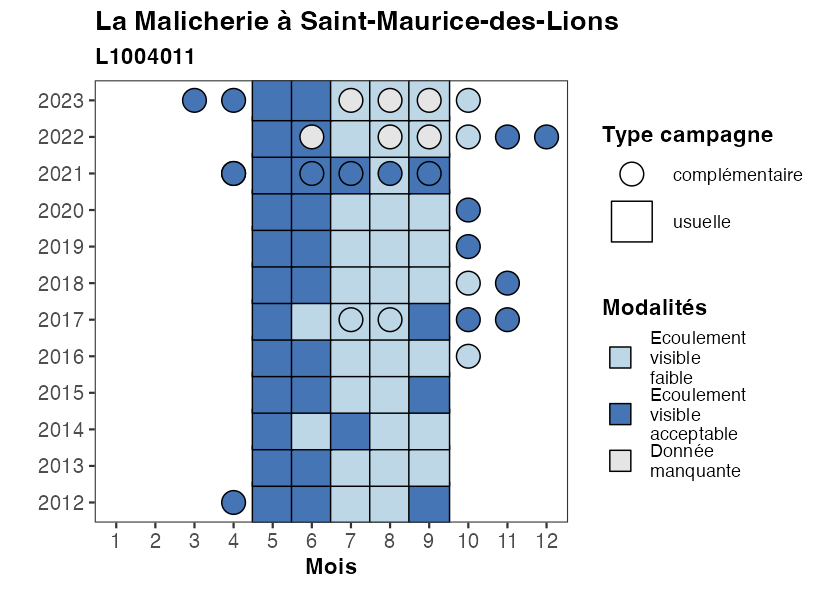 La Malicherie à Saint-Maurice-des-Lions
L1004011
2023
2022
2021
2020
2019
2018
2017
2016
2015
2014
2013
2012
1 2 3 4 5 6 7 8 9 10 11 12
Mois
Type campagne
complémentaire
usuelle
Modalités
Ecoulement
visible
faible
Ecoulement
visible
acceptable
Donnée
manquante